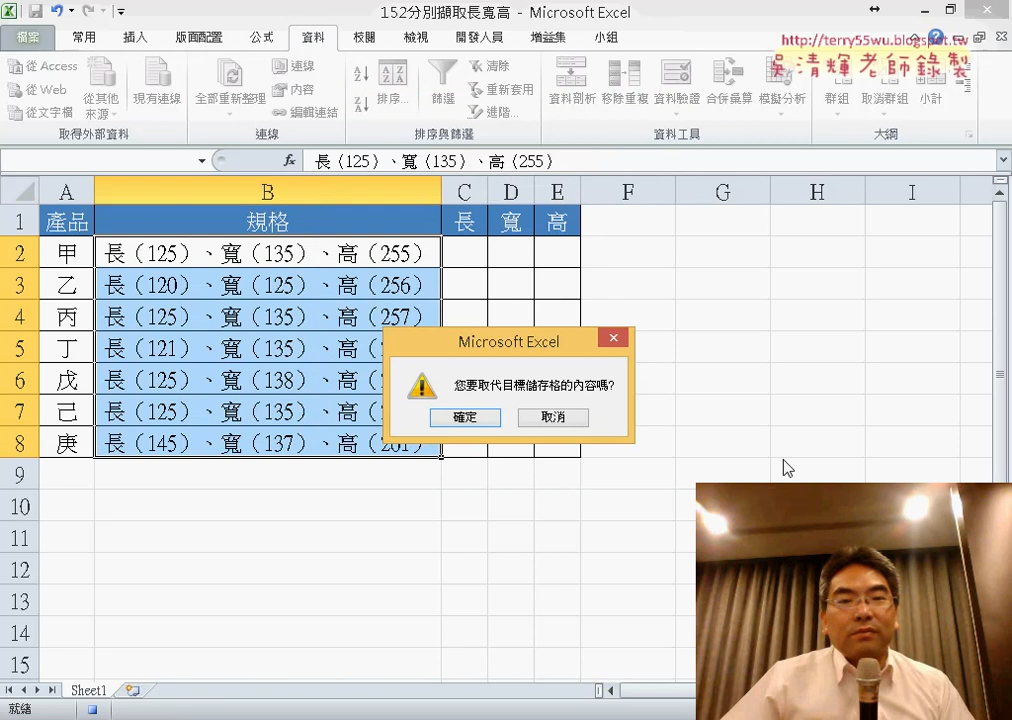 152分別擷取長寬高 - Microsoft Excel
檔案 常用 插入 版面配置 公式 資料 校閱 檢視 開發人員 增益集 小組
http://terry55wu.blogspot.tw
吳清輝老師錄製
從 Access
從 Web
從文字檔
從其他來源
現有連線
全部重新整理
連線
內容
編輯連結
排序...
篩選
清除
重新套用
進階...
資料剖析 移除重複 資料驗證 合併彙算 模擬分析
群組 取消群組 小計
取得外部資料 連線 排序與篩選 資料工具 大綱
fx 長（125）、寬（135）、高（255）
A B C D E F G H I
1 產品 規格 長 寬 高
2 甲 長（125）、寬（135）、高（255）
3 乙 長（120）、寬（125）、高（256）
4 丙 長（125）、寬（135）、高（257）
5 丁 長（121）、寬（135）、高（2
6 戊 長（125）、寬（138）、高（2
7 己 長（125）、寬（135）、高（2
8 庚 長（145）、寬（137）、高（261）
9
10
11
12
13
14
15
Microsoft Excel
您要取代目標儲存格的內容嗎?
確定 取消
Sheet1
就緒